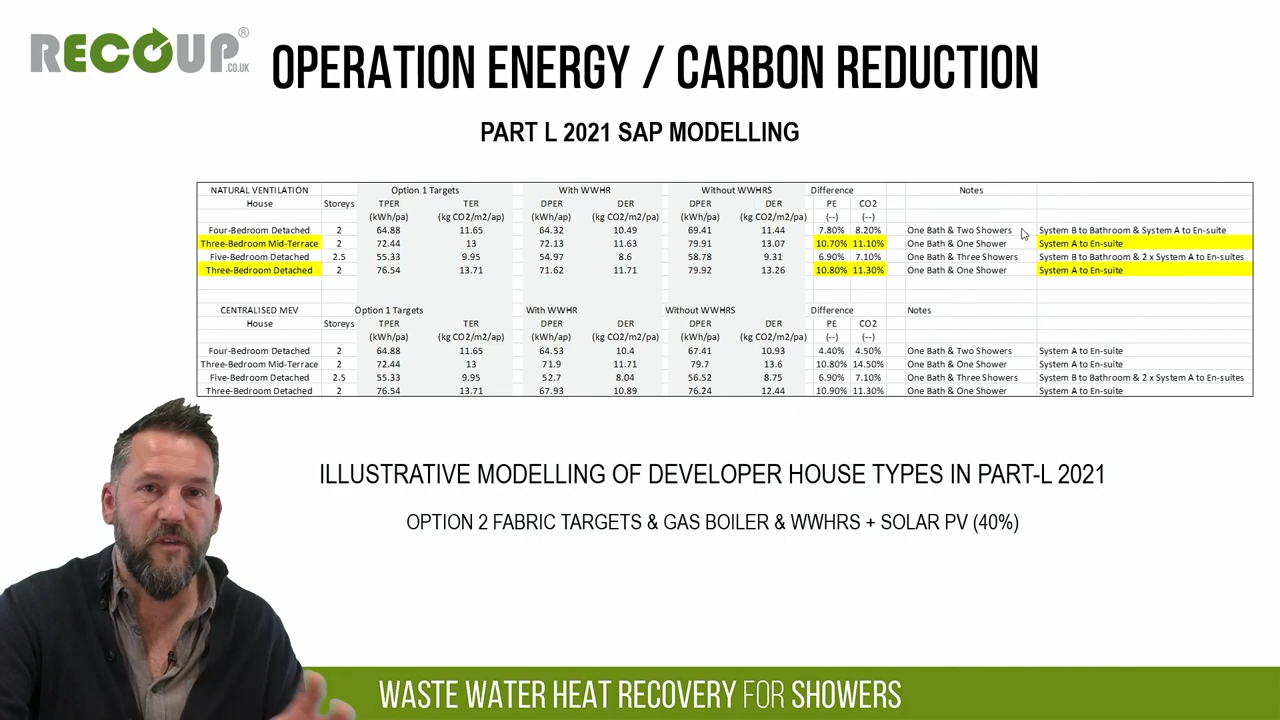 RECOUP®
.CO.UK
OPERATION ENERGY / CARBON REDUCTION
PART L 2021 SAP MODELLING
NATURAL VENTILATION Option 1 Targets With WWHR Without WWHRS Difference Notes
House Storeys TPER TER DPER DER DPER DER PE CO2
(kWh/pa) (kg CO2/m2/ap) (kWh/pa) (kg CO2/m2/pa) (kWh/pa) (kg CO2/m2/pa) (--) (--)
Four-Bedroom Detached 2 64.88 11.65 64.32 10.49 69.41 11.44 7.80% 8.20% One Bath & Two Showers System B to Bathroom & System A to En-suite
Three-Bedroom Mid-Terrace 2 72.44 13 72.13 11.63 79.91 13.07 10.70% 11.10% One Bath & One Shower System A to En-suite
Five-Bedroom Detached 2.5 55.33 9.95 54.97 8.6 58.78 9.31 6.90% 7.10% One Bath & Three Showers System B to Bathroom & 2 x System A to En-suites
Three-Bedroom Detached 2 76.54 13.71 71.62 11.71 79.92 13.26 10.80% 11.30% One Bath & One Shower System A to En-suite
CENTRALISED MEV Option 1 Targets With WWHR Without WWHRS Difference Notes
House Storeys TPER TER DPER DER DPER DER PE CO2
(kWh/pa) (kg CO2/m2/ap) (kWh/pa) (kg CO2/m2/pa) (kWh/pa) (kg CO2/m2/pa) (--) (--)
Four-Bedroom Detached 2 64.88 11.65 64.53 10.4 67.41 10.93 4.40% 4.50% One Bath & Two Showers System A to En-suite
Three-Bedroom Mid-Terrace 2 72.44 13 71.9 11.71 79.7 13.6 10.80% 14.50% One Bath & One Shower System A to En-suite
Five-Bedroom Detached 2.5 55.33 9.95 52.7 8.04 56.52 8.75 6.90% 7.10% One Bath & Three Showers System B to Bathroom & 2 x System A to En-suites
Three-Bedroom Detached 2 76.54 13.71 67.93 10.89 76.24 12.44 10.90% 11.30% One Bath & One Shower System A to En-suite
ILLUSTRATIVE MODELLING OF DEVELOPER HOUSE TYPES IN PART-L 2021
OPTION 2 FABRIC TARGETS & GAS BOILER & WWHRS + SOLAR PV (40%)
WASTE WATER HEAT RECOVERY FOR SHOWERS